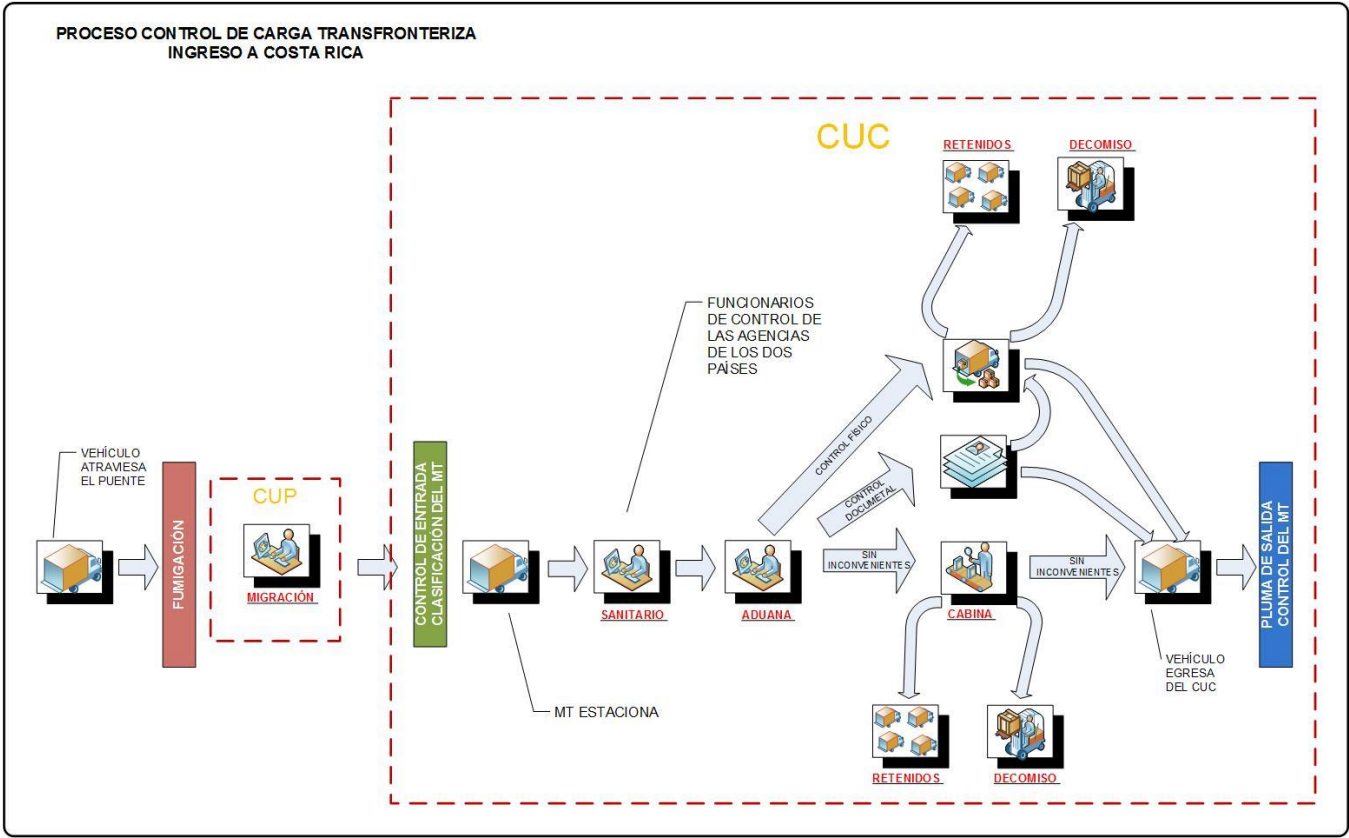 PROCESO CONTROL DE CARGA TRANSFRONTERIZA
INGRESO A COSTA RICA
CUC
RETENIDOS
DECOMISO
FUNCIONARIOS
DE CONTROL DE
LAS AGENCIAS
DE LOS DOS
PAÍSES
VEHÍCULO
ATRAVIESA
EL PUENTE
FUMIGACIÓN
CUP
MIGRACIÓN
CONTROL DE ENTRADA
CLASIFICACIÓN DEL MT
MT ESTACIONA
SANITARIO
ADUANA
CONTROL FÍSICO
CONTROL
DOCUMETAL
SIN
INCONVENIENTES
CABINA
SIN
INCONVENIENTES
RETENIDOS
DECOMISO
VEHÍCULO
EGRESA
DEL CUC
PLUMA DE SALIDA
CONTROL DEL MT